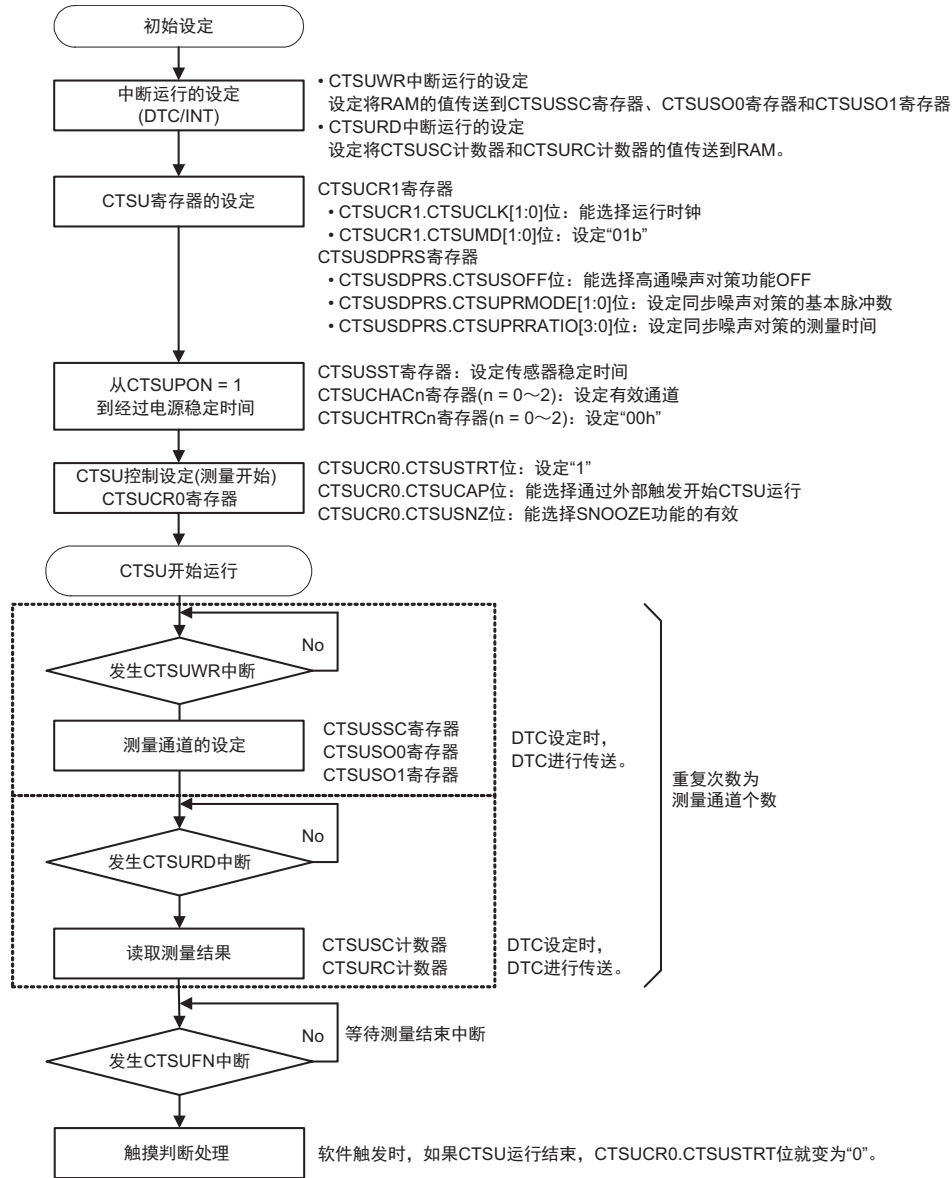 初始设定
中断运行的设定
(DTC/INT)
• CTSUWR中断运行的设定
设定将RAM的值传送到CTSUSSC寄存器、CTSUSO0寄存器和CTSUSO1寄存器
• CTSURD中断运行的设定
设定将CTSUSC计数器和CTSURC计数器的值传送到RAM。
CTSU寄存器的设定
CTSUCR1寄存器
• CTSUCR1.CTSUCLK[1:0]位：能选择运行时钟
• CTSUCR1.CTSUMD[1:0]位：设定“01b”
CTSUSDPRS寄存器
• CTSUSDPRS.CTSUSOFF位：能选择高通噪声对策功能OFF
• CTSUSDPRS.CTSUPRMODE[1:0]位：设定同步噪声对策的基本脉冲数
• CTSUSDPRS.CTSUPRRATIO[3:0]位：设定同步噪声对策的测量时间
从CTSUPON = 1
到经过电源稳定时间
CTSUSST寄存器：设定传感器稳定时间
CTSUCHACn寄存器(n = 0～2)：设定有效通道
CTSUCHTRCn寄存器(n = 0～2)：设定“00h”
CTSU控制设定(测量开始)
CTSUCR0寄存器
CTSUCR0.CTSUSTRT位：设定“1”
CTSUCR0.CTSUCAP位：能选择通过外部触发开始CTSU运行
CTSUCR0.CTSUSNZ位：能选择SNOOZE功能的有效
CTSU开始运行
No
发生CTSUWR中断
测量通道的设定
CTSUSSC寄存器
CTSUSO0寄存器
CTSUSO1寄存器
DTC设定时，
DTC进行传送。
重复次数为
测量通道个数
No
发生CTSURD中断
读取测量结果
CTSUSC计数器
CTSURC计数器
DTC设定时，
DTC进行传送。
No
等待测量结束中断
发生CTSUFN中断
触摸判断处理
软件触发时，如果CTSU运行结束，CTSUCR0.CTSUSTRT位就变为“0”。